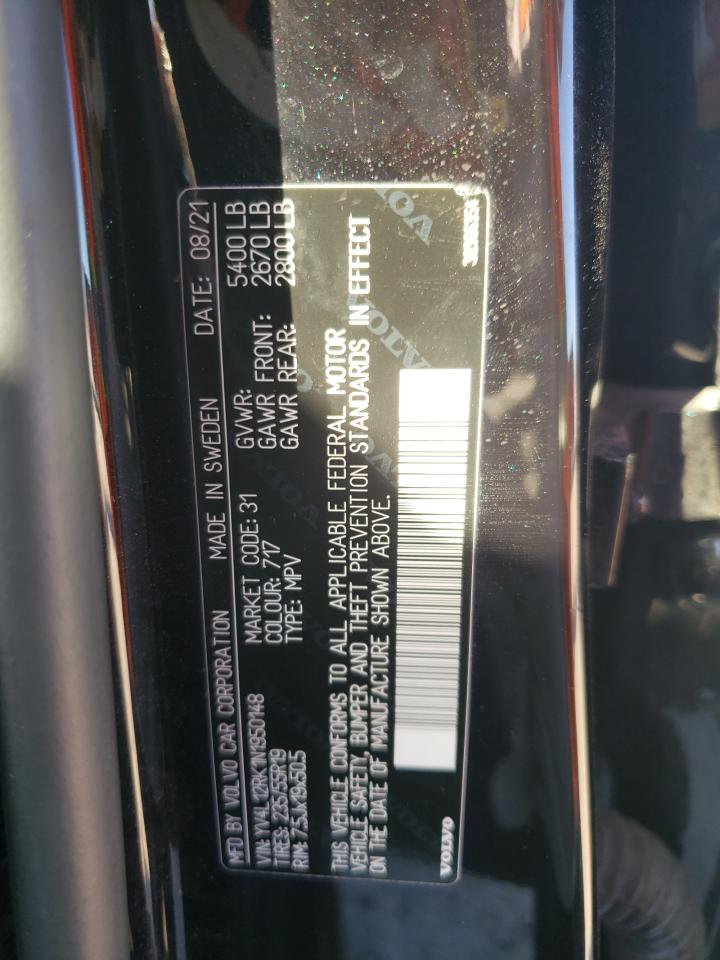 MFD BY VOLVO CAR CORPORATION MADE IN SWEDEN DATE: 08/21
VIN: YV4L12RK1N1950148 MARKET CODE: 31 GVWR: 5400 LB
TIRES: 235/55R19 COLOUR: 717 GAWR FRONT: 2670 LB
RIM: 7.5Jx19x50.5 TYPE: MPV GAWR REAR: 2800 LB
THIS VEHICLE CONFORMS TO ALL APPLICABLE FEDERAL MOTOR
VEHICLE SAFETY, BUMPER AND THEFT PREVENTION STANDARDS IN EFFECT
ON THE DATE OF MANUFACTURE SHOWN ABOVE.
VOLVO